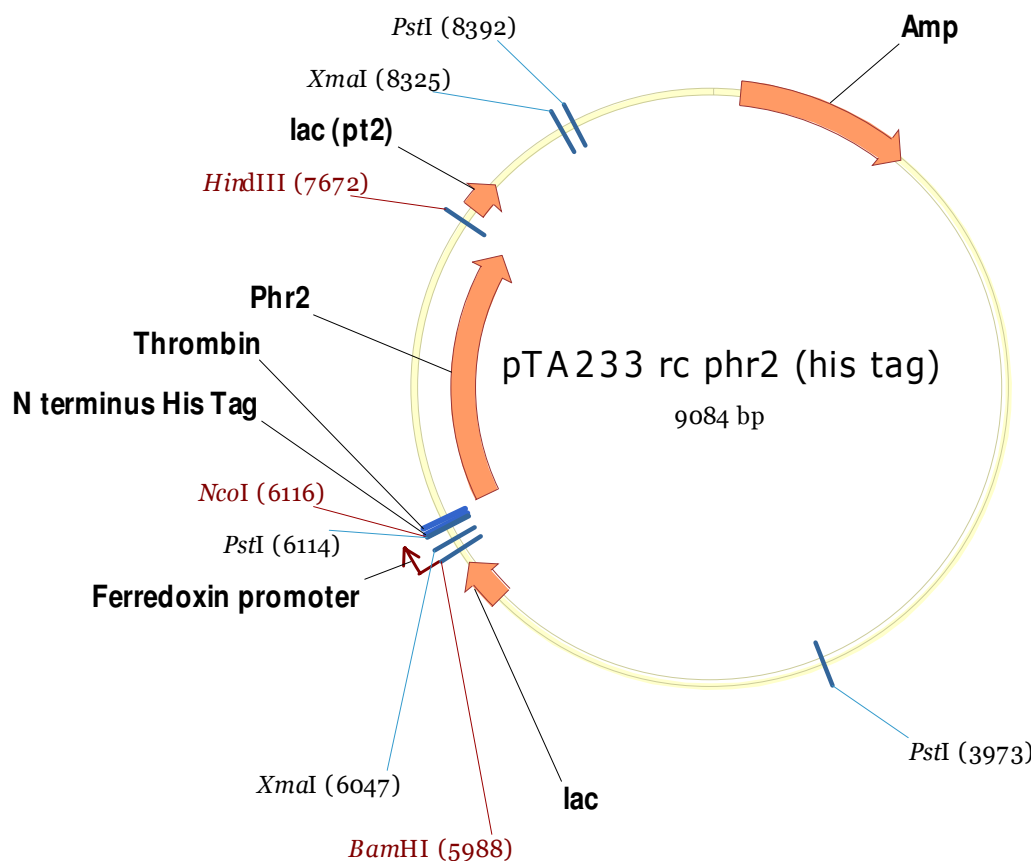 PstI (8392)
Amp
XmaI (8325)
lac (pt2)
HindIII (7672)
Phr2
Thrombin
pTA233 rc phr2 (his tag)
N terminus His Tag
9084 bp
NcoI (6116)
PstI (6114)
Ferredoxin promoter
PstI (3973)
XmaI (6047)
lac
BamHI (5988)